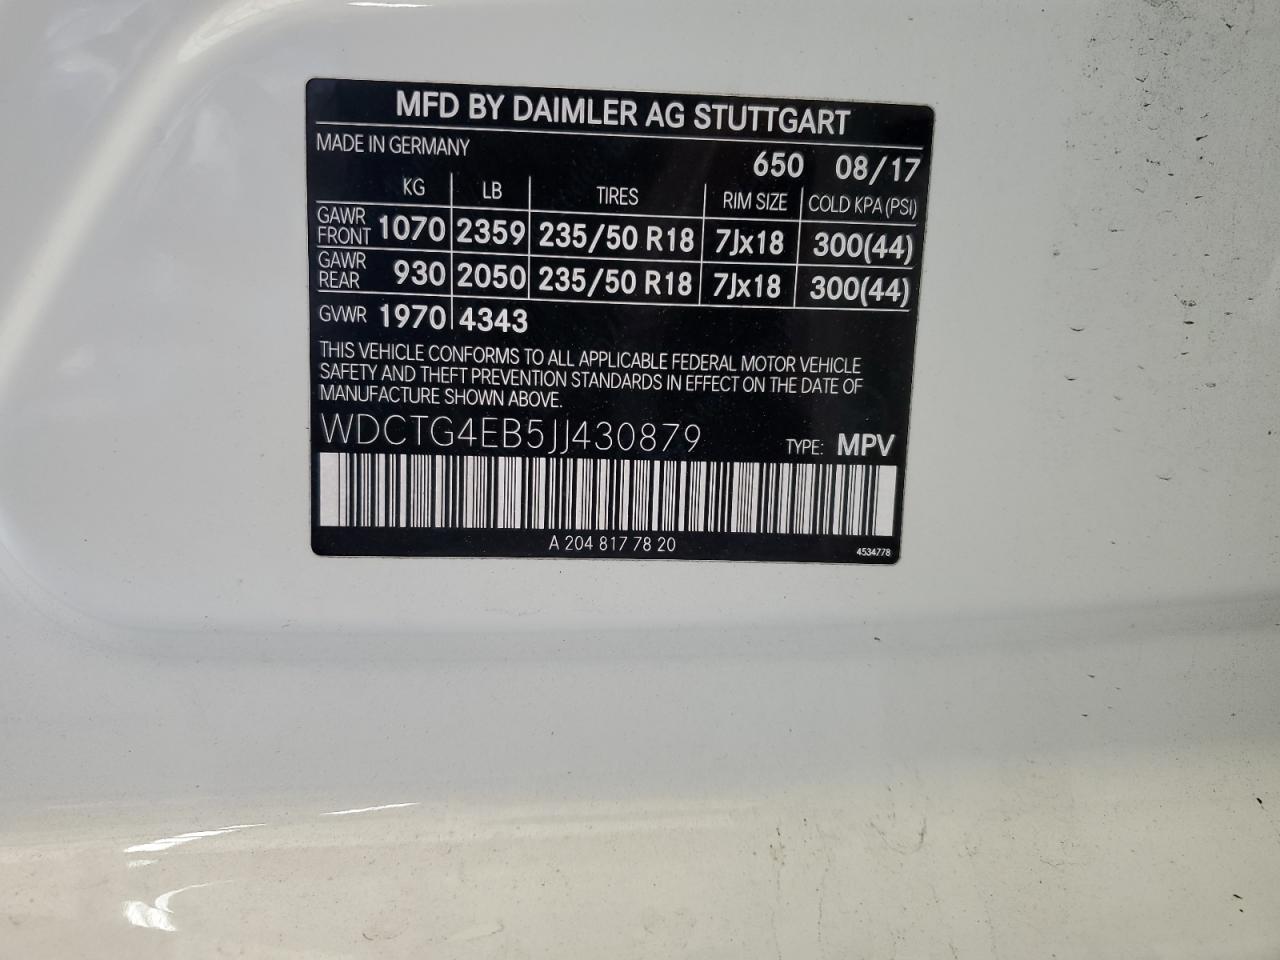 MFD BY DAIMLER AG STUTTGART
MADE IN GERMANY 650 08/17
KG LB TIRES RIM SIZE COLD KPA (PSI)
GAWR FRONT 1070 2359 235/50 R18 7Jx18 300(44)
GAWR REAR 930 2050 235/50 R18 7Jx18 300(44)
GVWR 1970 4343
THIS VEHICLE CONFORMS TO ALL APPLICABLE FEDERAL MOTOR VEHICLE
SAFETY AND THEFT PREVENTION STANDARDS IN EFFECT ON THE DATE OF
MANUFACTURE SHOWN ABOVE.
WDCTG4EB5JJ430879 TYPE: MPV
A 204 817 78 20
4534778